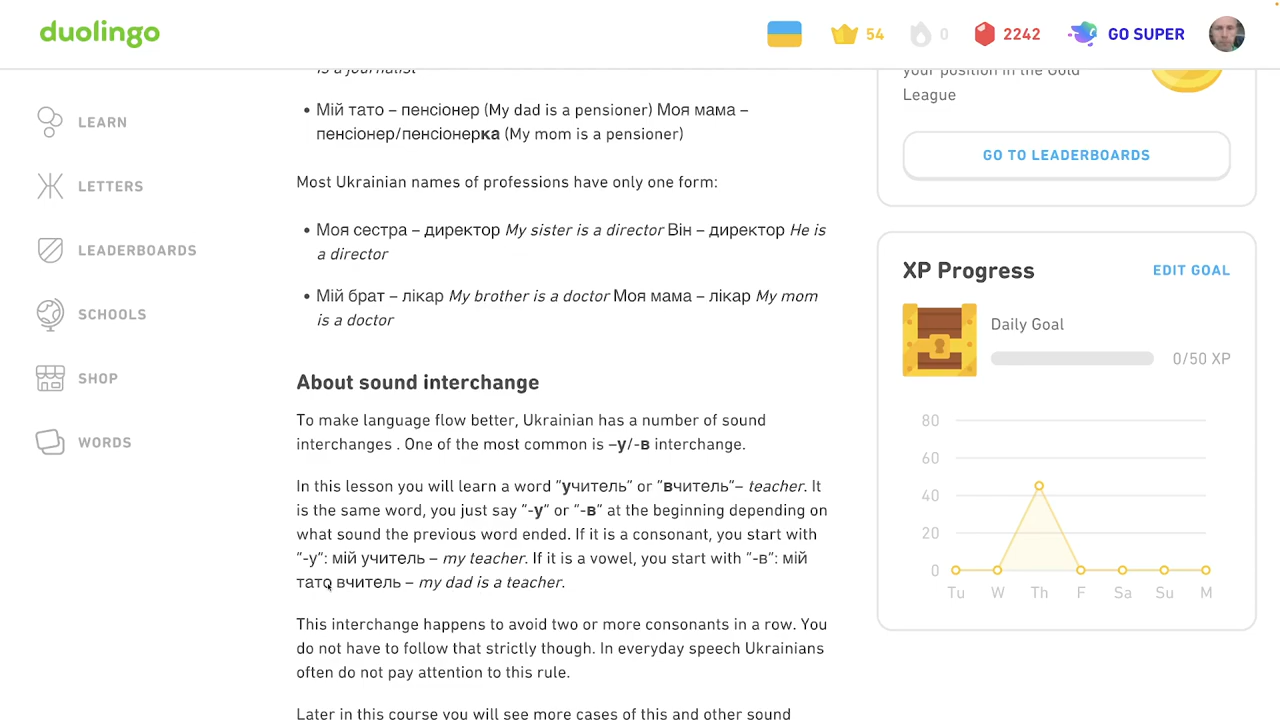 duolingo
54
0
2242
GO SUPER
LEARN
LETTERS
LEADERBOARDS
SCHOOLS
SHOP
WORDS
is a journalist
• Мій тато – пенсіонер (My dad is a pensioner) Моя мама –
пенсіонер/пенсіонерка (My mom is a pensioner)
Most Ukrainian names of professions have only one form:
• Моя сестра – директор My sister is a director Він – директор He is
a director
• Мій брат – лікар My brother is a doctor Моя мама – лікар My mom
is a doctor
About sound interchange
To make language flow better, Ukrainian has a number of sound
interchanges . One of the most common is –у/-в interchange.
In this lesson you will learn a word “учитель” or “вчитель“– teacher. It
is the same word, you just say “-у” or “-в” at the beginning depending on
what sound the previous word ended. If it is a consonant, you start with
“-у“: мій учитель – my teacher. If it is a vowel, you start with “-в”: мій
тато вчитель – my dad is a teacher.
This interchange happens to avoid two or more consonants in a row. You
do not have to follow that strictly though. In everyday speech Ukrainians
often do not pay attention to this rule.
Later in this course you will see more cases of this and other sound
your position in the Gold
League
GO TO LEADERBOARDS
XP Progress
EDIT GOAL
Daily Goal
0/50 XP
80
60
40
20
0
Tu W Th F Sa Su M